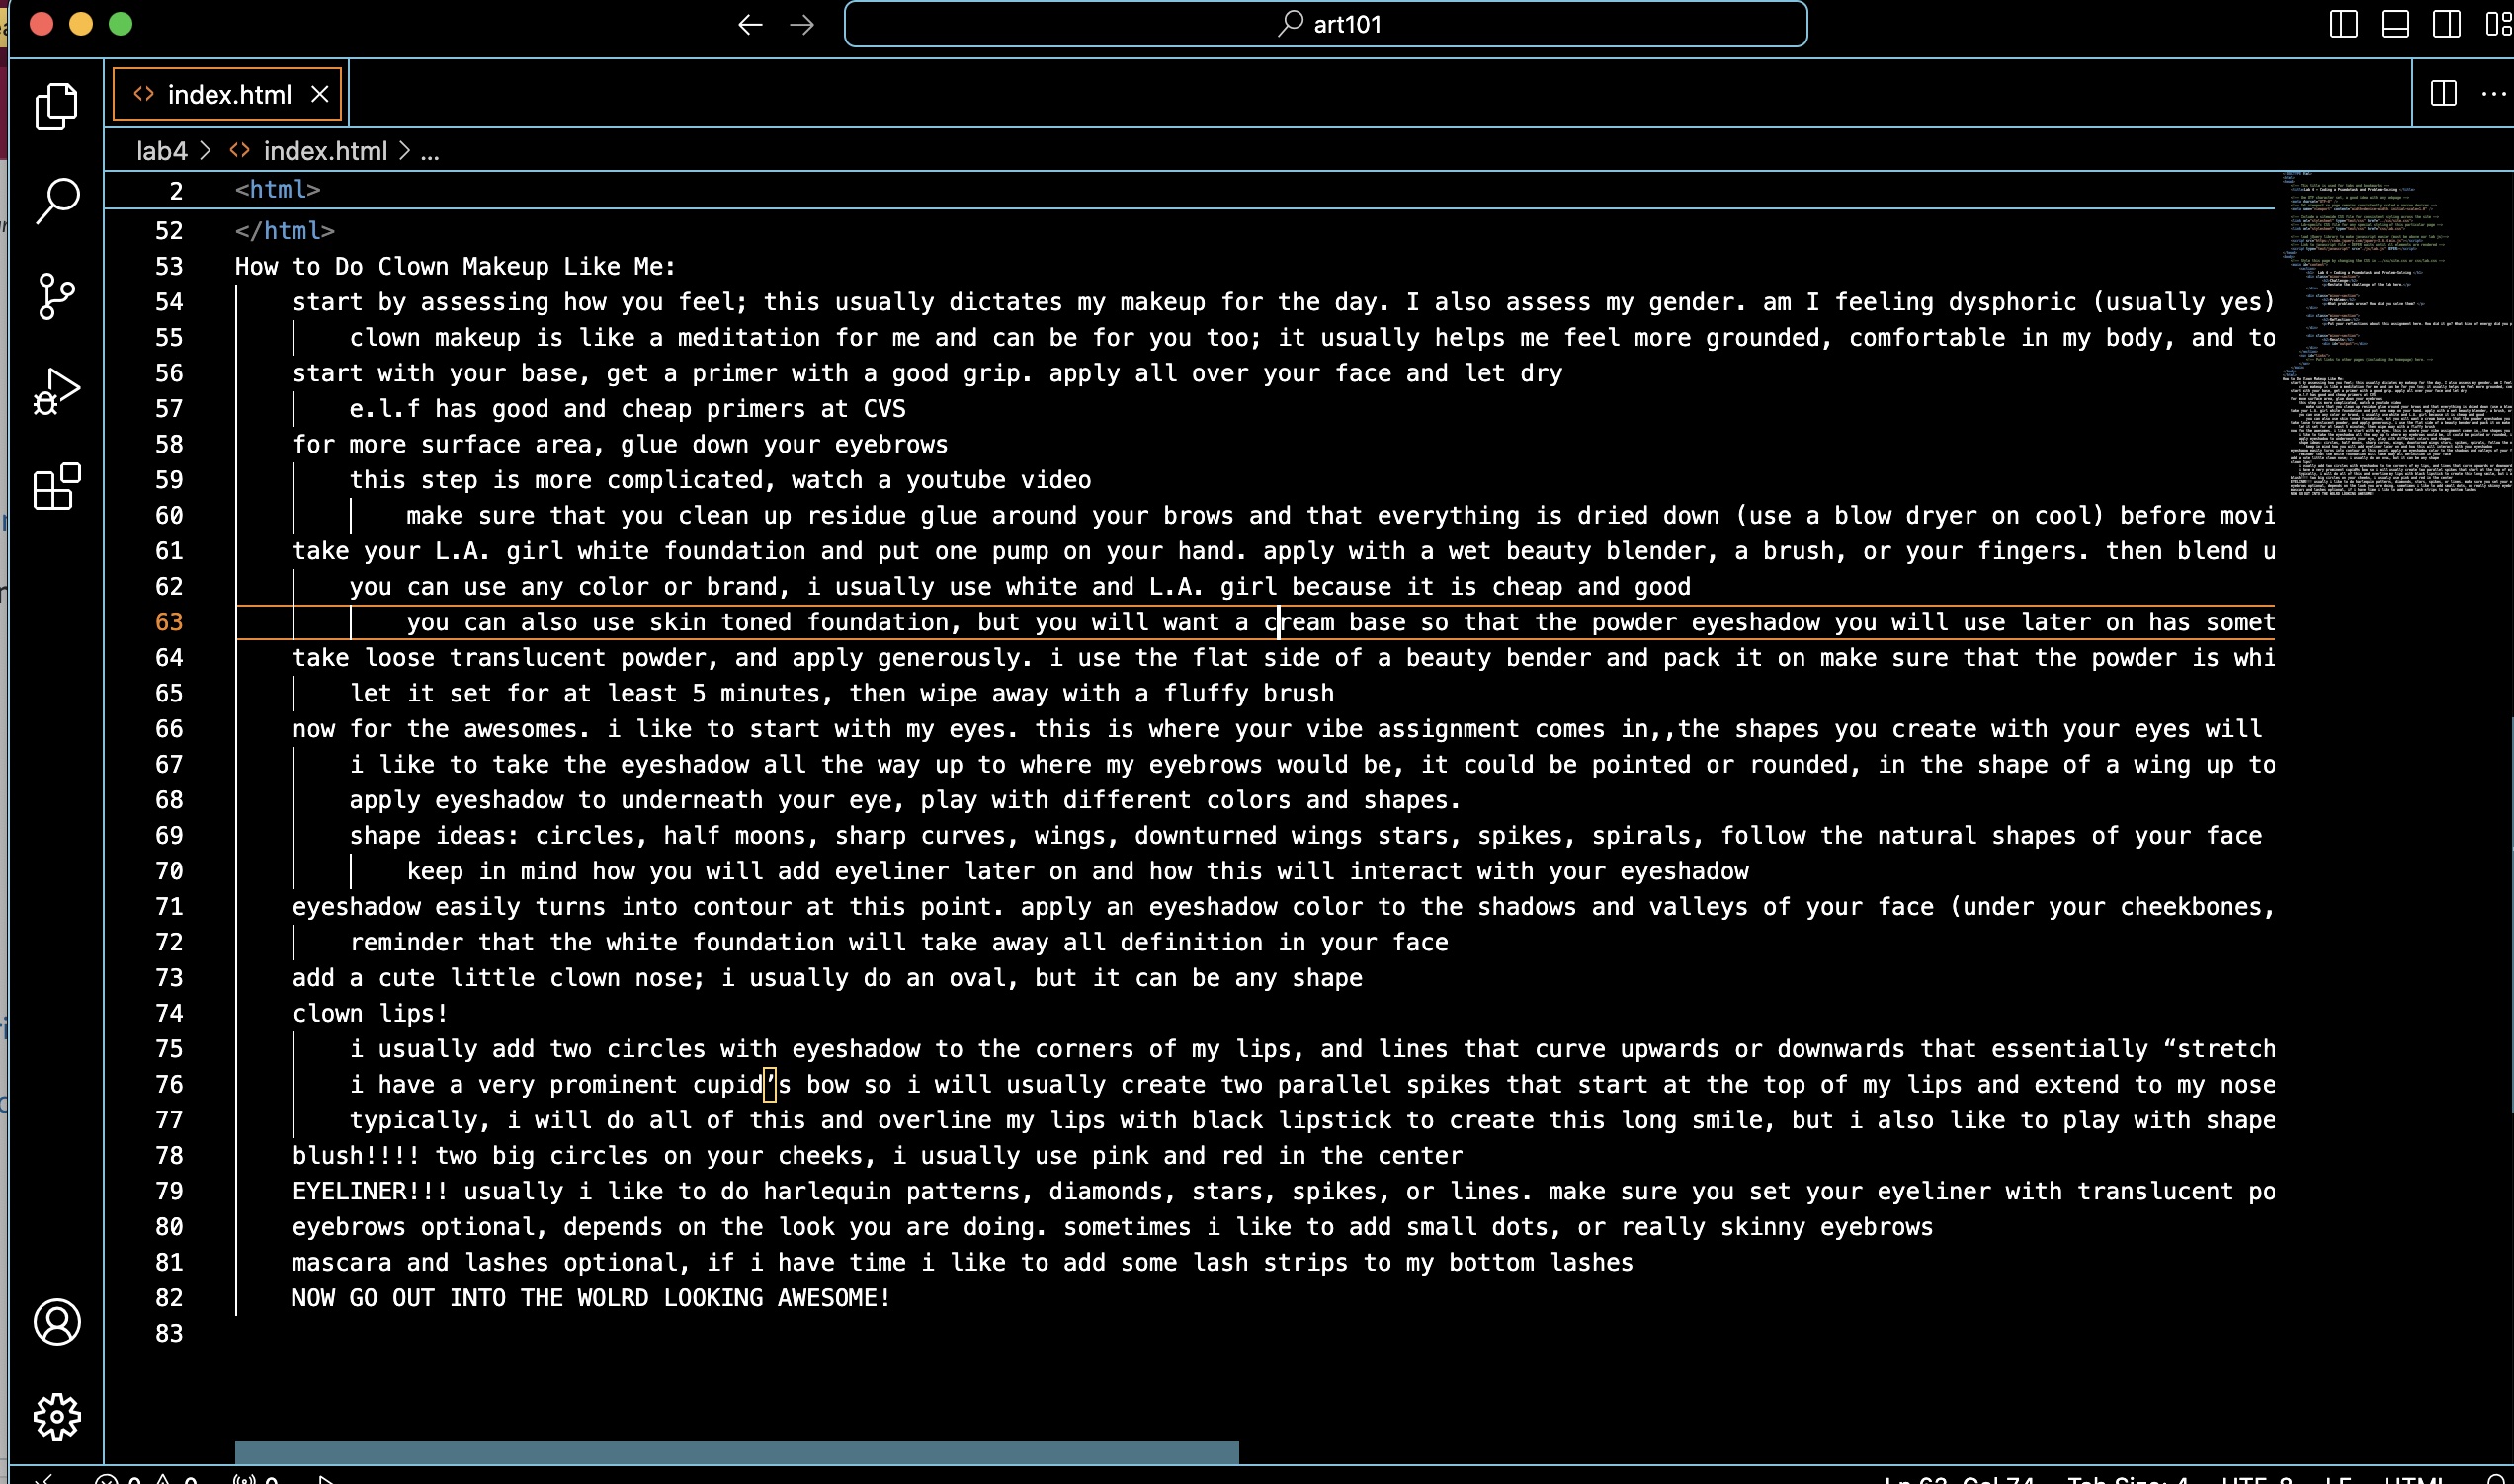 art101
index.html
lab4 > index.html > ...
2 <html>
52 </html>
53 How to Do Clown Makeup Like Me:
54 start by assessing how you feel; this usually dictates my makeup for the day. I also assess my gender. am I feeling dysphoric (usually yes)
55 clown makeup is like a meditation for me and can be for you too; it usually helps me feel more grounded, comfortable in my body, and to
56 start with your base, get a primer with a good grip. apply all over your face and let dry
57 e.l.f has good and cheap primers at CVS
58 for more surface area, glue down your eyebrows
59 this step is more complicated, watch a youtube video
60 make sure that you clean up residue glue around your brows and that everything is dried down (use a blow dryer on cool) before movi
61 take your L.A. girl white foundation and put one pump on your hand. apply with a wet beauty blender, a brush, or your fingers. then blend u
62 you can use any color or brand, i usually use white and L.A. girl because it is cheap and good
63 you can also use skin toned foundation, but you will want a cream base so that the powder eyeshadow you will use later on has somet
64 take loose translucent powder, and apply generously. i use the flat side of a beauty bender and pack it on make sure that the powder is whi
65 let it set for at least 5 minutes, then wipe away with a fluffy brush
66 now for the awesomes. i like to start with my eyes. this is where your vibe assignment comes in,,the shapes you create with your eyes will
67 i like to take the eyeshadow all the way up to where my eyebrows would be, it could be pointed or rounded, in the shape of a wing up to
68 apply eyeshadow to underneath your eye, play with different colors and shapes.
69 shape ideas: circles, half moons, sharp curves, wings, downturned wings stars, spikes, spirals, follow the natural shapes of your face
70 keep in mind how you will add eyeliner later on and how this will interact with your eyeshadow
71 eyeshadow easily turns into contour at this point. apply an eyeshadow color to the shadows and valleys of your face (under your cheekbones,
72 reminder that the white foundation will take away all definition in your face
73 add a cute little clown nose; i usually do an oval, but it can be any shape
74 clown lips!
75 i usually add two circles with eyeshadow to the corners of my lips, and lines that curve upwards or downwards that essentially “stretch
76 i have a very prominent cupid’s bow so i will usually create two parallel spikes that start at the top of my lips and extend to my nose
77 typically, i will do all of this and overline my lips with black lipstick to create this long smile, but i also like to play with shape
78 blush!!!! two big circles on your cheeks, i usually use pink and red in the center
79 EYELINER!!! usually i like to do harlequin patterns, diamonds, stars, spikes, or lines. make sure you set your eyeliner with translucent po
80 eyebrows optional, depends on the look you are doing. sometimes i like to add small dots, or really skinny eyebrows
81 mascara and lashes optional, if i have time i like to add some lash strips to my bottom lashes
82 NOW GO OUT INTO THE WOLRD LOOKING AWESOME!
83